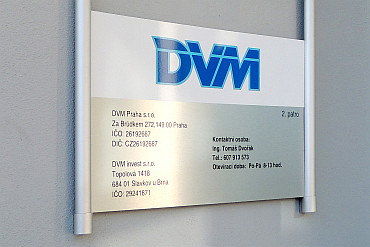 DVM
2. patro
DVM Praha s.r.o.
Za Brůdkem 272,149 00 Praha
IČO: 26192667
DIČ: CZ26192667
DVM invest s.r.o.
Topolová 1418
684 01 Slavkov u Brna
IČO: 29241871
Kontaktní osoba:
Ing. Tomáš Dvořák
Tel.: 607 913 573
Otevírací doba: Po-Pá 8-13 hod.